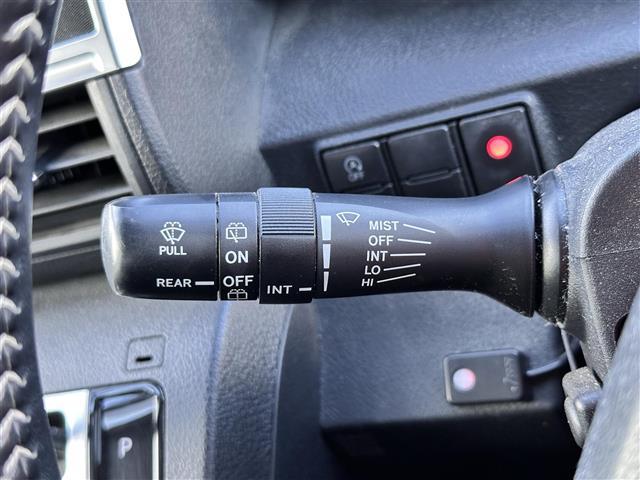 PULL
REAR
ON
OFF
INT
MIST
OFF
INT
LO
HI
P